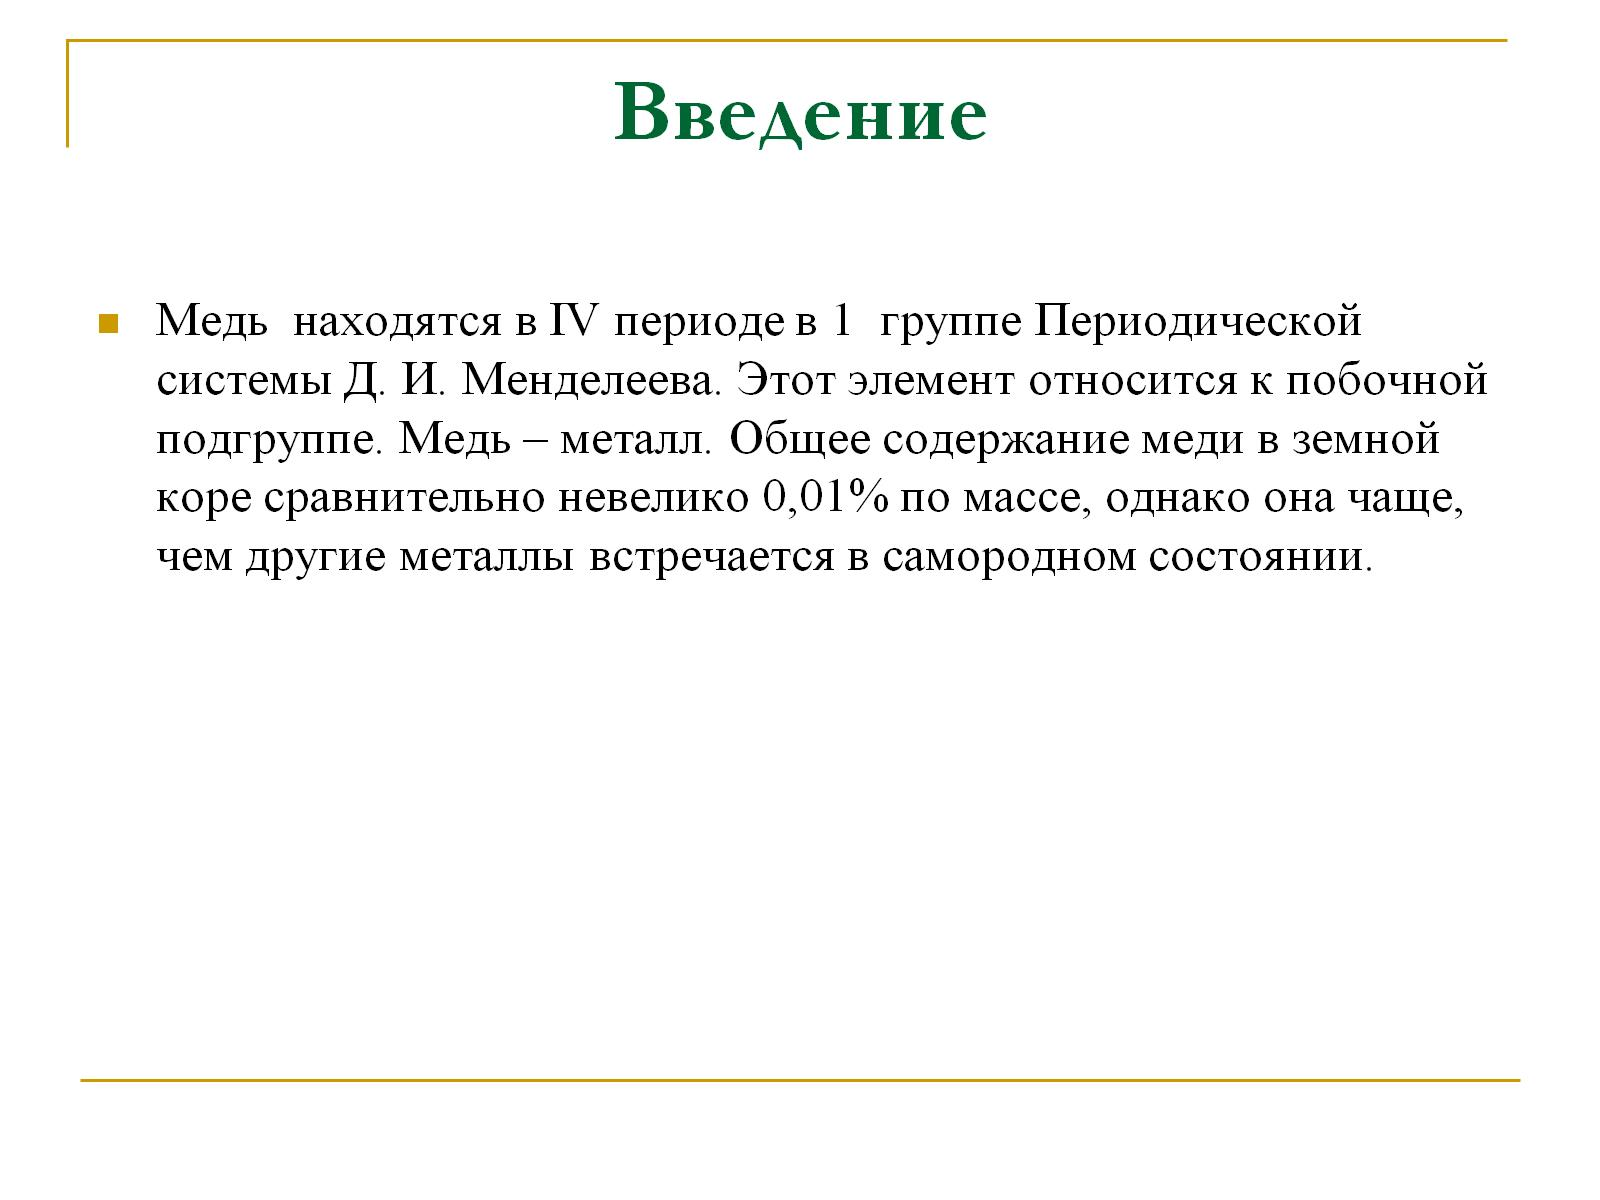 Введение
Медь  находятся в IV периоде в 1  группе Периодической
системы Д. И. Менделеева. Этот элемент относится к побочной
подгруппе. Медь – металл. Общее содержание меди в земной
коре сравнительно невелико 0,01% по массе, однако она чаще,
чем другие металлы встречается в самородном состоянии.